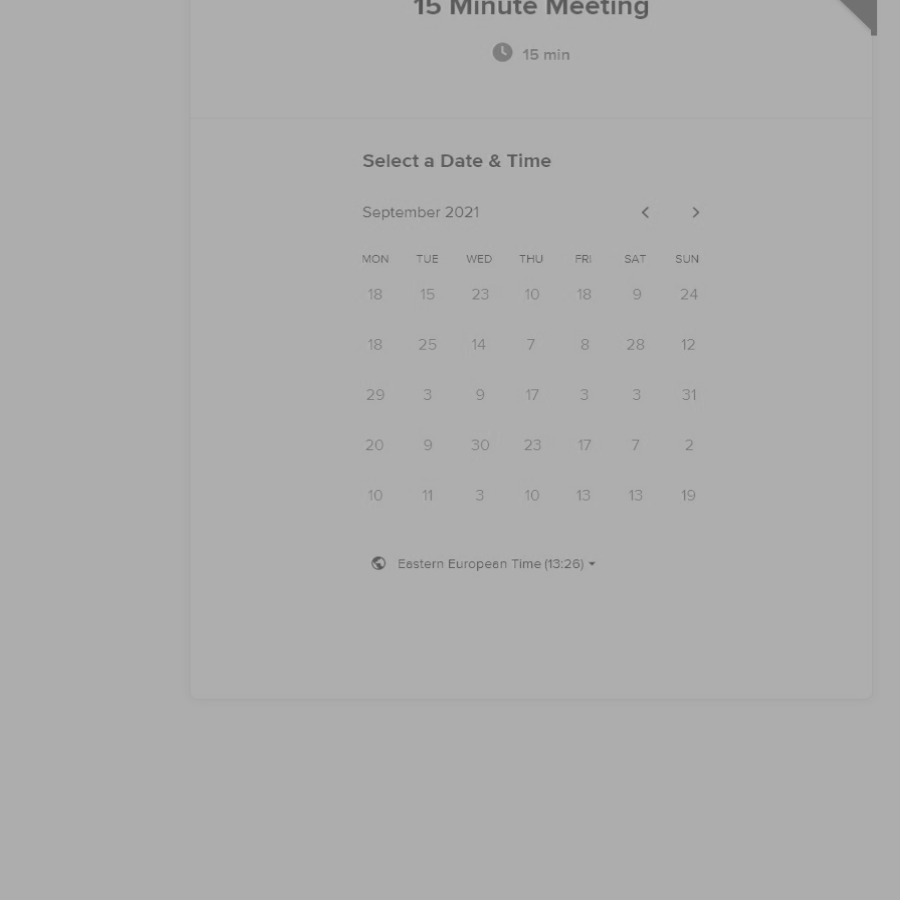 15 Minute Meeting
15 min
Select a Date & Time
September 2021
MON TUE WED THU FRI SAT SUN
18 15 23 10 18 9 24
18 25 14 7 8 28 12
29 3 9 17 3 3 31
20 9 30 23 17 7 2
10 11 3 10 13 13 19
Eastern European Time (13:26)